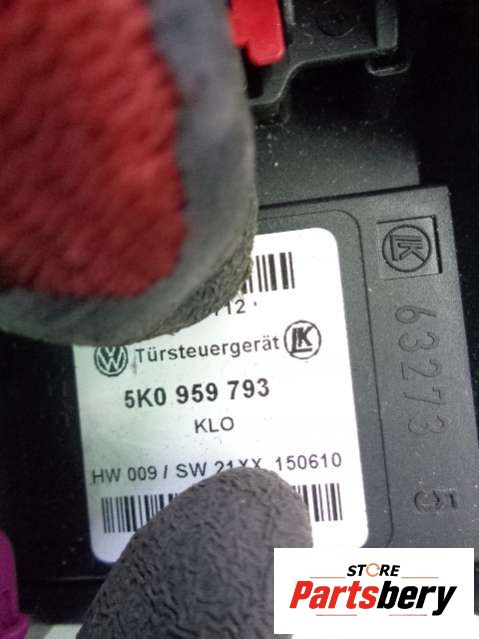 712
Türsteuergerät
5K0 959 793
KLO
HW 009 / SW 21XX 150610
63273
STORE
Partsbery